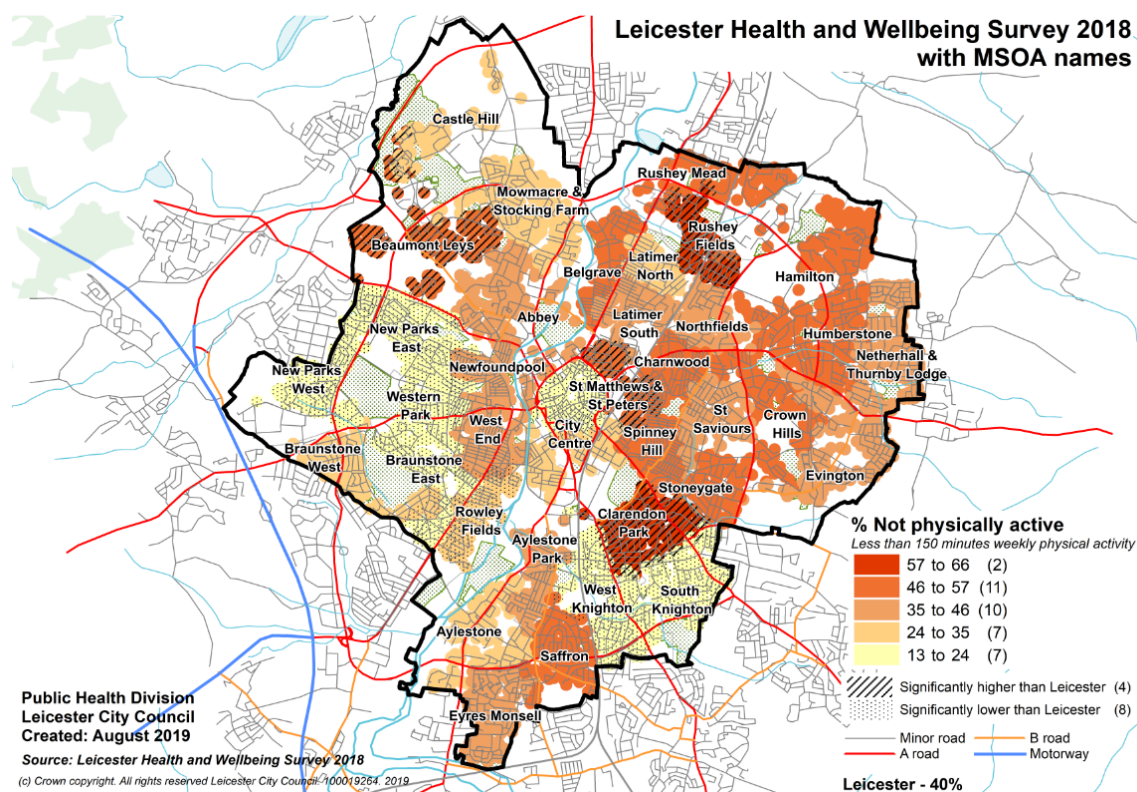 Leicester Health and Wellbeing Survey 2018
with MSOA names
Castle Hill
Rushey Mead
Mowmacre &
Stocking Farm
Beaumont Leys
Rushey
Fields
Latimer
North
Belgrave
Hamilton
Abbey
Latimer
South
Northfields
New Parks
East
Humberstone
Newfoundpool
Charnwood
Netherhall &
Thurnby Lodge
New Parks
West
Western
Park
St Matthews &
St Peters
West
End
City
Centre
St
Saviours
Crown
Hills
Spinney
Hill
Braunstone
West
Braunstone
East
Evington
Stoneygate
Rowley
Fields
Clarendon
Park
Aylestone
Park
West
Knighton
South
Knighton
Aylestone
Saffron
Eyres Monsell
% Not physically active
Less than 150 minutes weekly physical activity
57 to 66 (2)
46 to 57 (11)
35 to 46 (10)
24 to 35 (7)
13 to 24 (7)
Significantly higher than Leicester (4)
Significantly lower than Leicester (8)
Minor road B road
A road Motorway
Leicester - 40%
Public Health Division
Leicester City Council
Created: August 2019
Source: Leicester Health and Wellbeing Survey 2018
(c) Crown copyright. All rights reserved Leicester City Council. 100019264. 2019